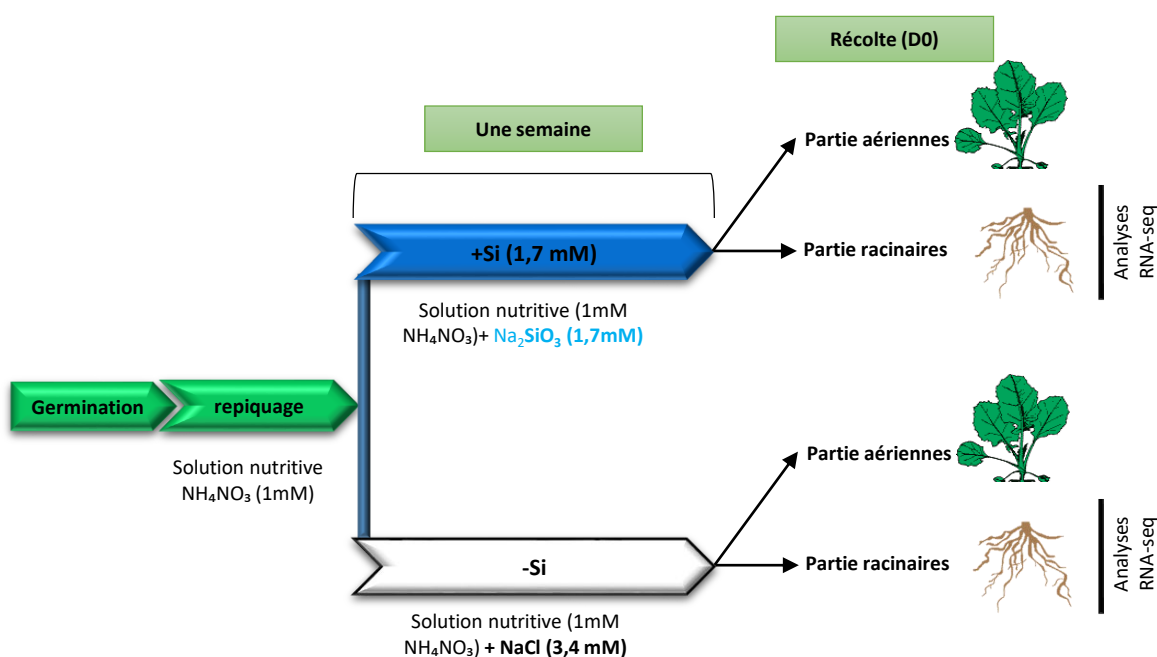 Récolte (D0)
Une semaine
Partie aériennes
+Si (1,7 mM)
Partie racinaires
Analyses
RNA-seq
Solution nutritive (1mM
NH₄NO₃)+ Na₂SiO₃ (1,7mM)
Germination
repiquage
Solution nutritive
NH₄NO₃ (1mM)
Partie aériennes
-Si
Partie racinaires
Analyses
RNA-seq
Solution nutritive (1mM
NH₄NO₃) + NaCl (3,4 mM)